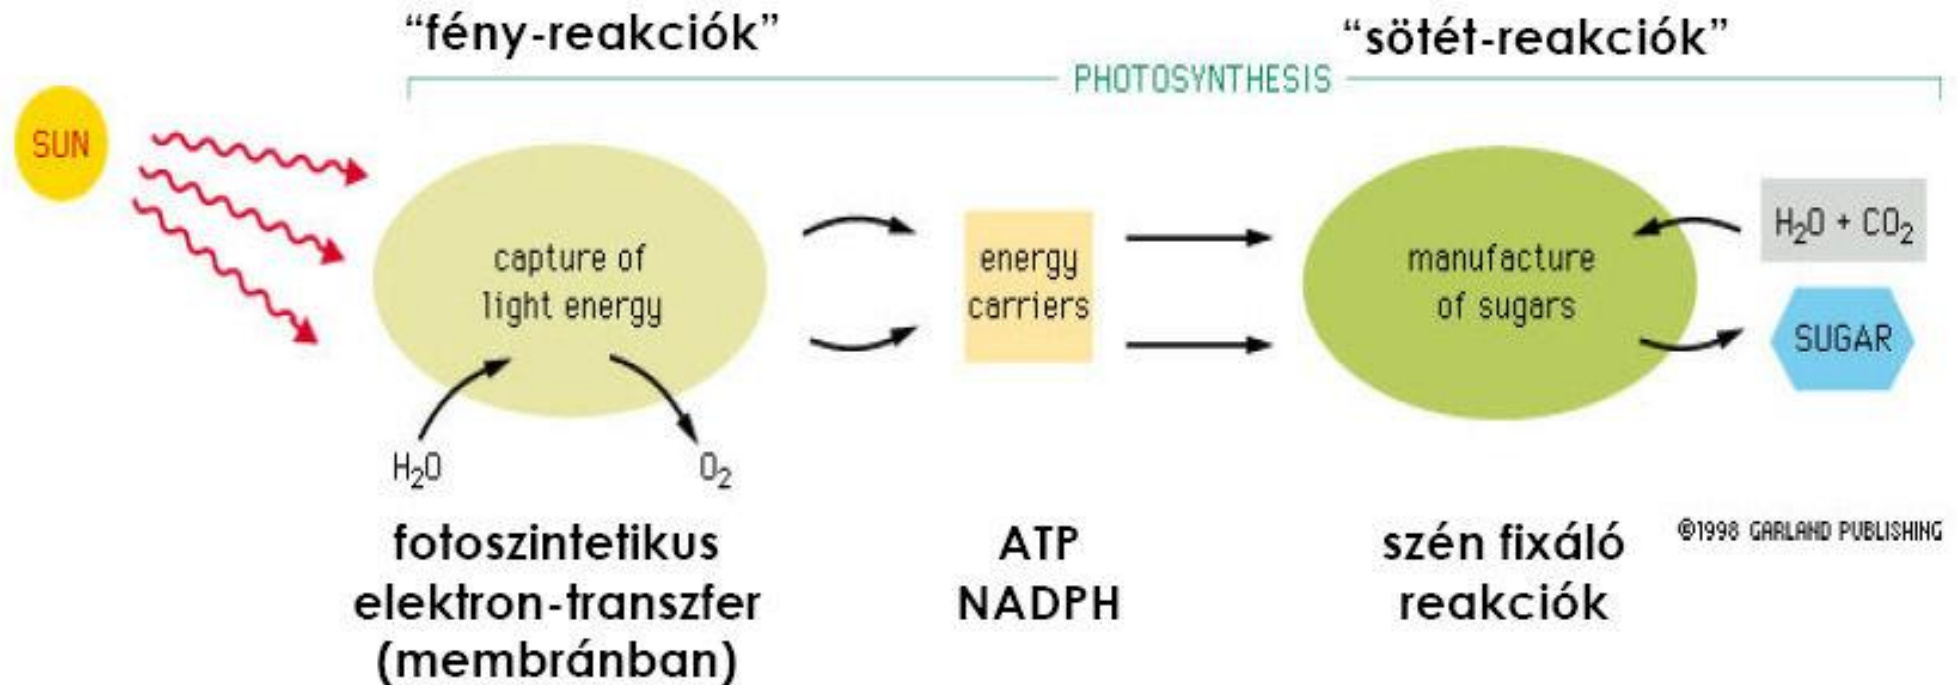 “fény-reakciók”
“sötét-reakciók”
PHOTOSYNTHESIS
SUN
capture of
light energy
energy
carriers
manufacture
of sugars
H₂O + CO₂
SUGAR
H₂O
O₂
fotoszintetikus
elektron-transzfer
(membránban)
ATP
NADPH
szén fixáló
reakciók
©1998 GARLAND PUBLISHING